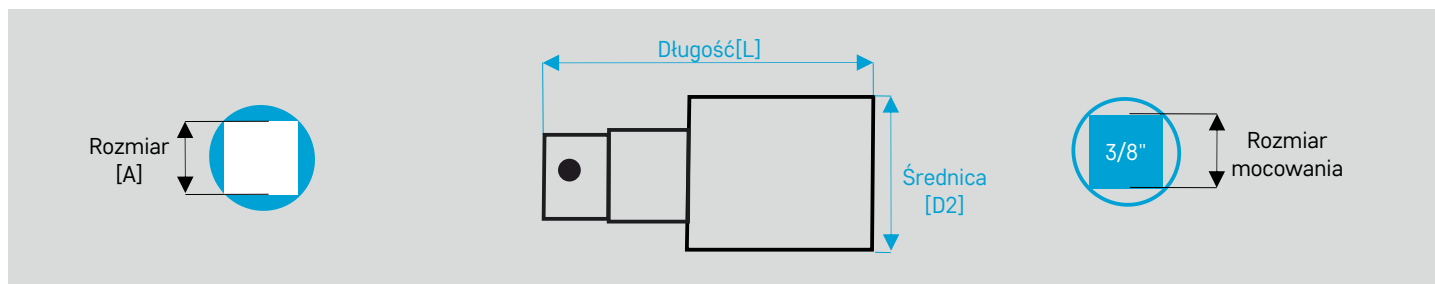 Długość[L]
Rozmiar
[A]
Średnica
[D2]
3/8"
Rozmiar
mocowania